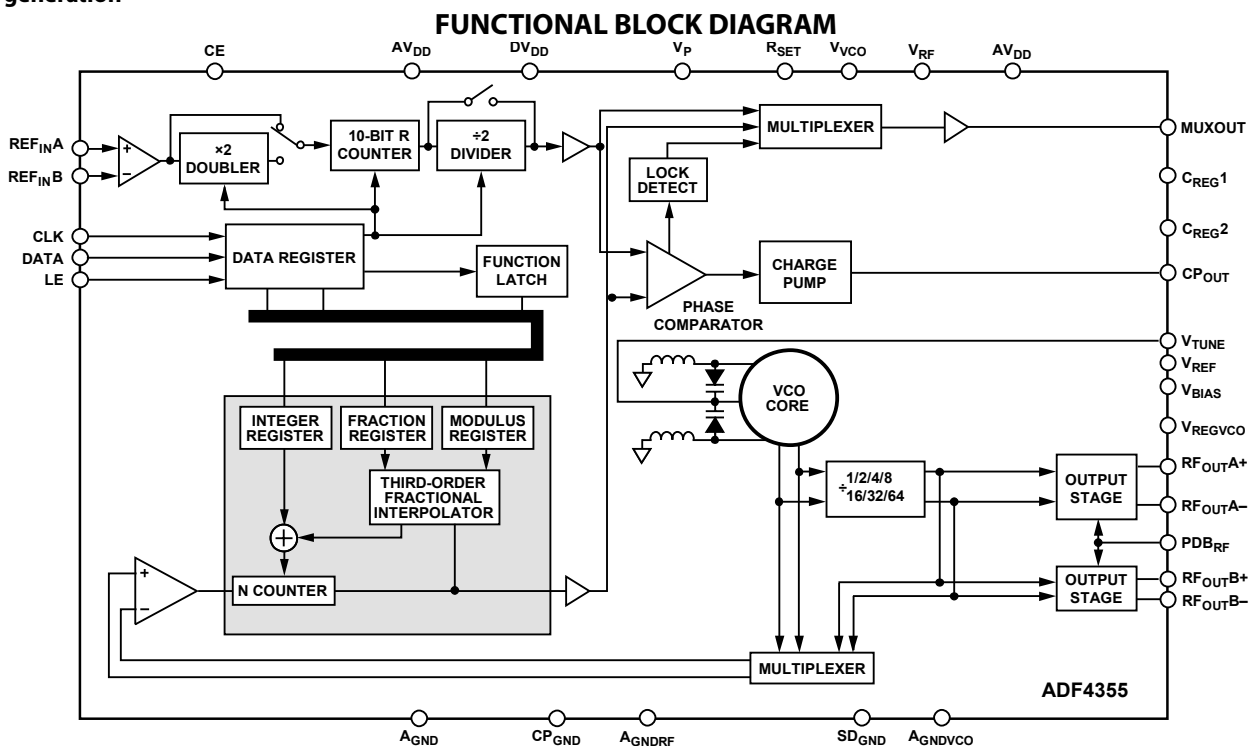 generation
FUNCTIONAL BLOCK DIAGRAM
CE
AVDD
DVDD
VP
RSET
VVCO
VRF
AVDD
REFINA
REFINB
+
−
×2
DOUBLER
10-BIT R
COUNTER
÷2
DIVIDER
MULTIPLEXER
MUXOUT
LOCK
DETECT
CREG1
CREG2
CLK
DATA
LE
DATA REGISTER
FUNCTION
LATCH
PHASE
COMPARATOR
CHARGE
PUMP
CPOUT
VTUNE
VREF
VBIAS
VREGVCO
VCO
CORE
INTEGER
REGISTER
FRACTION
REGISTER
MODULUS
REGISTER
THIRD-ORDER
FRACTIONAL
INTERPOLATOR
+
N COUNTER
+
−
÷1/2/4/8
16/32/64
OUTPUT
STAGE
RFOUTA+
RFOUTA−
PDBRF
OUTPUT
STAGE
RFOUTB+
RFOUTB−
MULTIPLEXER
ADF4355
AGND
CPGND
AGNDRF
SDGND
AGNDVCO